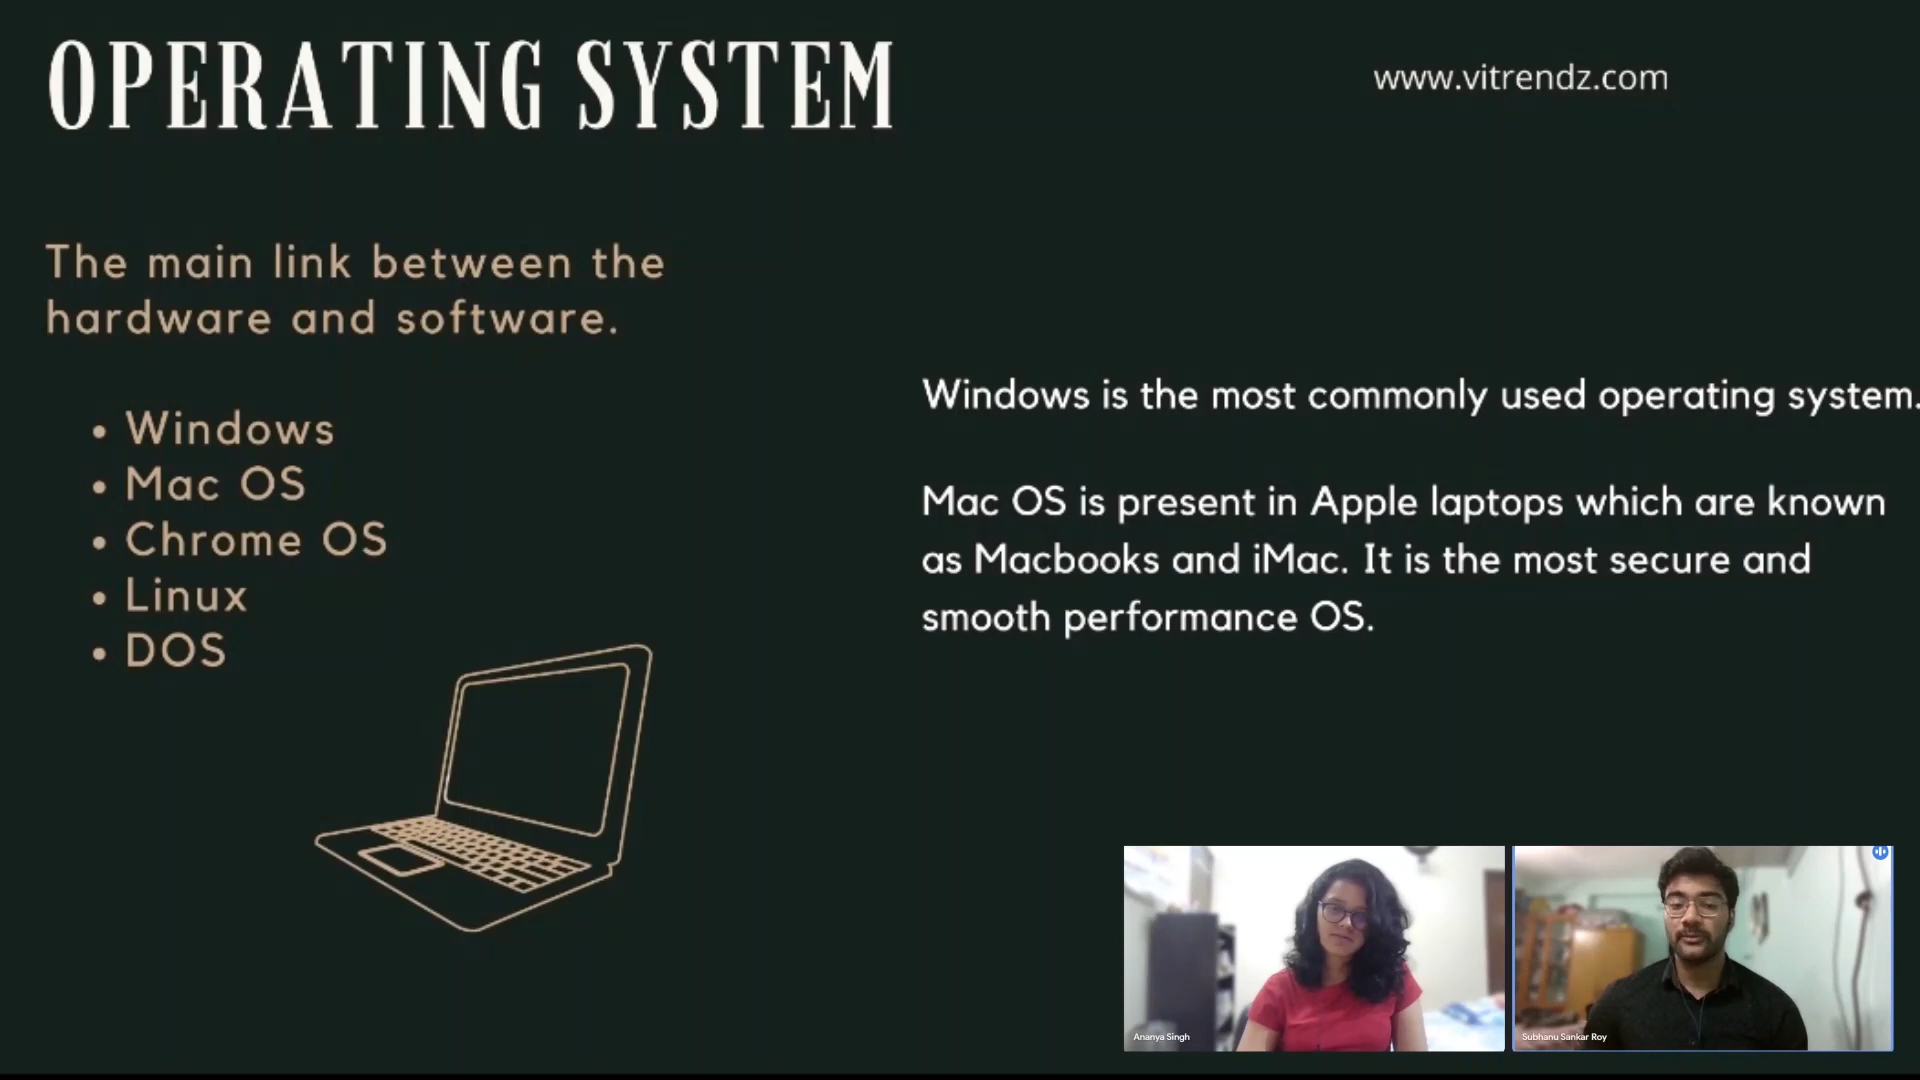 OPERATING SYSTEM
www.vitrendz.com
The main link between the
hardware and software.
• Windows
• Mac OS
• Chrome OS
• Linux
• DOS
Windows is the most commonly used operating system.
Mac OS is present in Apple laptops which are known
as Macbooks and iMac. It is the most secure and
smooth performance OS.
Ananya Singh
Subhanu Sankar Roy